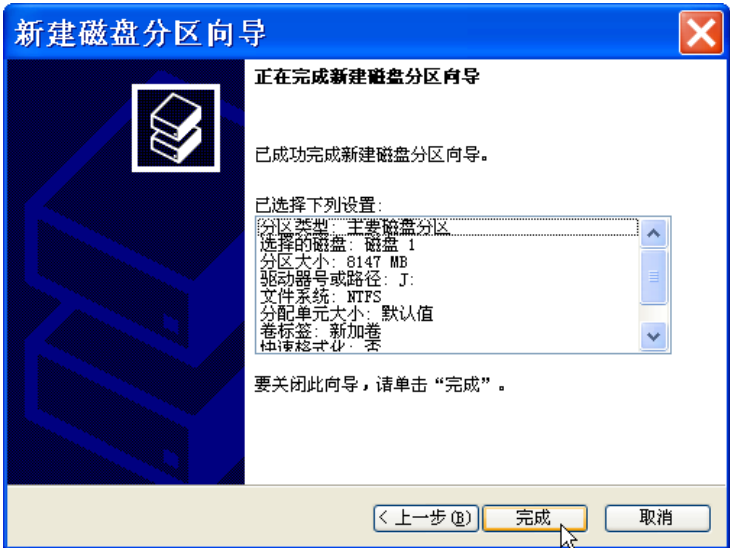 新建磁盘分区向导
正在完成新建磁盘分区向导
已成功完成新建磁盘分区向导。
已选择下列设置:
分区类型: 主要磁盘分区
选择的磁盘: 磁盘 1
分区大小: 8147 MB
驱动器号或路径: J:
文件系统: NTFS
分配单元大小: 默认值
卷标签: 新加卷
快速格式化: 否
要关闭此向导，请单击“完成”。
< 上一步(B)
完成
取消